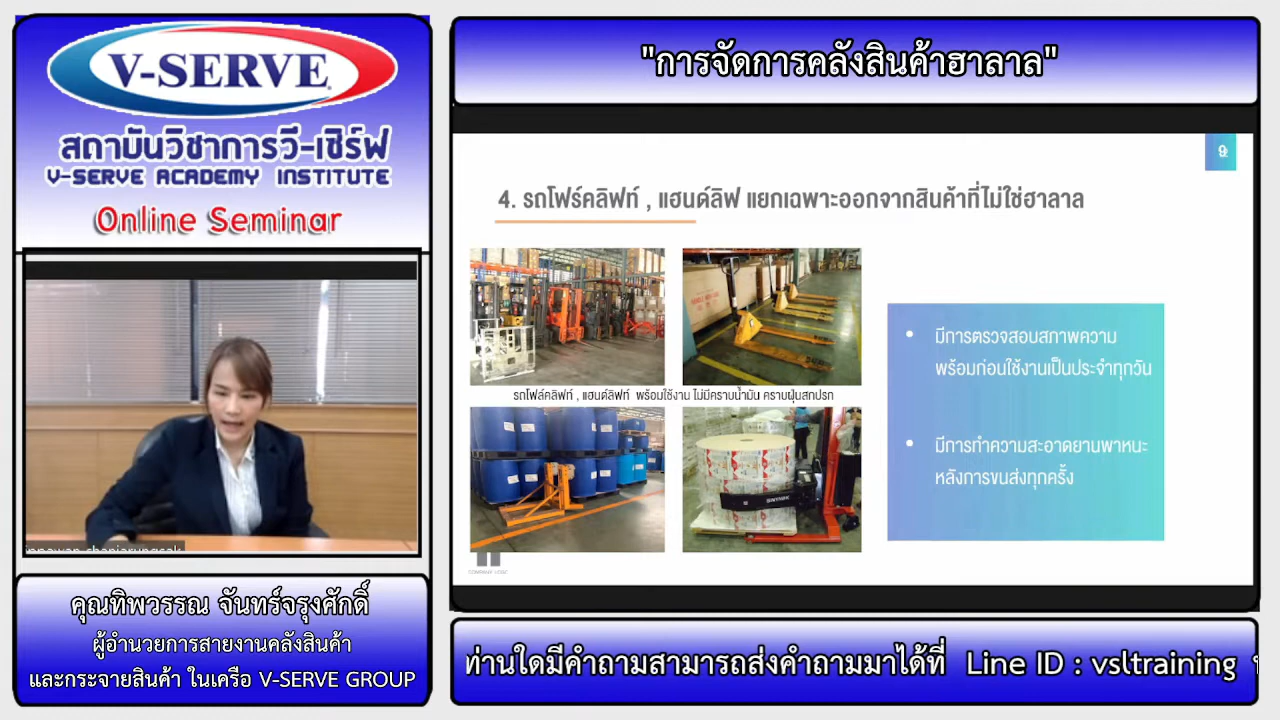 V-SERVE
สถาบันวิชาการวี-เซิร์ฟ
V-SERVE ACADEMY INSTITUTE
Online Seminar
คุณทิพวรรณ จันทร์จรุงศักดิ์
ผู้อำนวยการสายงานคลังสินค้า
และกระจายสินค้า ในเครือ V-SERVE GROUP
"การจัดการคลังสินค้าฮาลาล"
9
4. รถโฟร์คลิฟท์ , แฮนด์ลิฟ แยกเฉพาะออกจากสินค้าที่ไม่ใช่ฮาลาล
รถโฟล์คลิฟท์ , แฮนด์ลิฟท์ พร้อมใช้งาน ไม่มีคราบน้ำมัน คราบฝุ่นสกปรก
• มีการตรวจสอบสภาพความ
พร้อมก่อนใช้งานเป็นประจำทุกวัน
• มีการทำความสะอาดยานพาหนะ
หลังการขนส่งทุกครั้ง
COMPANY LOGO
ท่านใดมีคำถามสามารถส่งคำถามมาได้ที่ Line ID : vsltraining